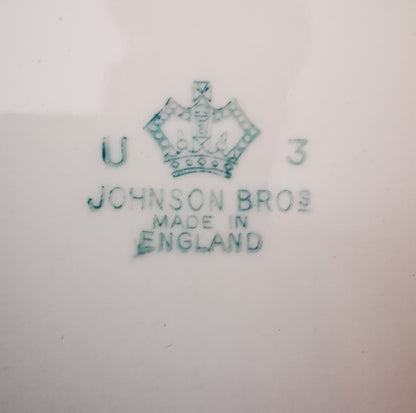 U 3
JOHNSON BROS
MADE IN
ENGLAND